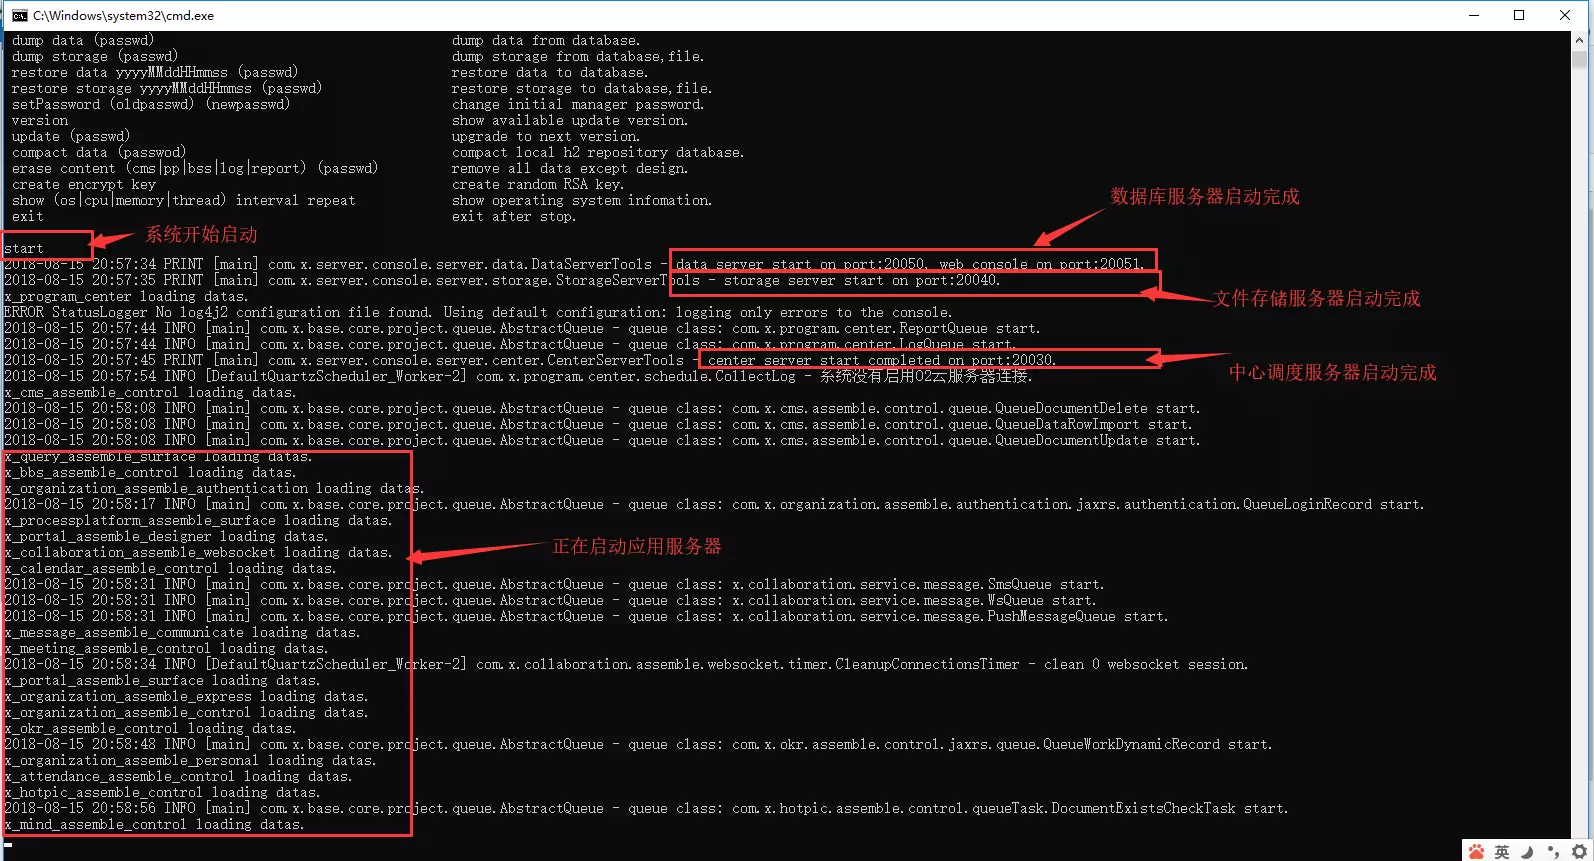 C:\Windows\system32\cmd.exe
dump data (passwd) dump data from database.
dump storage (passwd) dump storage from database,file.
restore data yyyyMMddHHmmss (passwd) restore data to database.
restore storage yyyyMMddHHmmss (passwd) restore storage to database,file.
setPassword (oldpasswd) (newpasswd) change initial manager password.
version show available update version.
update (passwd) upgrade to next version.
compact data (passwod) compact local h2 repository database.
erase content (cms|pp|bss|log|report) (passwd) remove all data except design.
create encrypt key create random RSA key.
show (os|cpu|memory|thread) interval repeat show operating system infomation.
exit exit after stop.
数据库服务器启动完成
系统开始启动
start
2018-08-15 20:57:34 PRINT [main] com.x.server.console.server.data.DataServerTools - data server start on port:20050, web console on port:20051.
2018-08-15 20:57:35 PRINT [main] com.x.server.console.server.storage.StorageServerTools - storage server start on port:20040.
文件存储服务器启动完成
x_program_center loading datas.
ERROR StatusLogger No log4j2 configuration file found. Using default configuration: logging only errors to the console.
2018-08-15 20:57:44 INFO [main] com.x.base.core.project.queue.AbstractQueue - queue class: com.x.program.center.ReportQueue start.
2018-08-15 20:57:44 INFO [main] com.x.base.core.project.queue.AbstractQueue - queue class: com.x.program.center.LogQueue start.
2018-08-15 20:57:45 PRINT [main] com.x.server.console.server.center.CenterServerTools - center server start completed on port:20030.
中心调度服务器启动完成
2018-08-15 20:57:54 INFO [DefaultQuartzScheduler_Worker-2] com.x.program.center.schedule.CollectLog - 系统没有启用O2云服务器连接.
x_cms_assemble_control loading datas.
2018-08-15 20:58:08 INFO [main] com.x.base.core.project.queue.AbstractQueue - queue class: com.x.cms.assemble.control.queue.QueueDocumentDelete start.
2018-08-15 20:58:08 INFO [main] com.x.base.core.project.queue.AbstractQueue - queue class: com.x.cms.assemble.control.queue.QueueDataRowImport start.
2018-08-15 20:58:08 INFO [main] com.x.base.core.project.queue.AbstractQueue - queue class: com.x.cms.assemble.control.queue.QueueDocumentUpdate start.
x_query_assemble_surface loading datas.
x_bbs_assemble_control loading datas.
x_organization_assemble_authentication loading datas.
2018-08-15 20:58:17 INFO [main] com.x.base.core.project.queue.AbstractQueue - queue class: com.x.organization.assemble.authentication.jaxrs.authentication.QueueLoginRecord start.
x_processplatform_assemble_surface loading datas.
x_portal_assemble_designer loading datas.
x_collaboration_assemble_websocket loading datas.
正在启动应用服务器
x_calendar_assemble_control loading datas.
2018-08-15 20:58:31 INFO [main] com.x.base.core.project.queue.AbstractQueue - queue class: x.collaboration.service.message.SmsQueue start.
2018-08-15 20:58:31 INFO [main] com.x.base.core.project.queue.AbstractQueue - queue class: x.collaboration.service.message.WsQueue start.
2018-08-15 20:58:31 INFO [main] com.x.base.core.project.queue.AbstractQueue - queue class: x.collaboration.service.message.PushMessageQueue start.
x_message_assemble_communicate loading datas.
x_meeting_assemble_control loading datas.
2018-08-15 20:58:34 INFO [DefaultQuartzScheduler_Worker-2] com.x.collaboration.assemble.websocket.timer.CleanupConnectionsTimer - clean 0 websocket session.
x_portal_assemble_surface loading datas.
x_organization_assemble_express loading datas.
x_organization_assemble_control loading datas.
x_okr_assemble_control loading datas.
2018-08-15 20:58:48 INFO [main] com.x.base.core.project.queue.AbstractQueue - queue class: com.x.okr.assemble.control.jaxrs.queue.QueueWorkDynamicRecord start.
x_organization_assemble_personal loading datas.
x_attendance_assemble_control loading datas.
x_hotpic_assemble_control loading datas.
2018-08-15 20:58:56 INFO [main] com.x.base.core.project.queue.AbstractQueue - queue class: com.x.hotpic.assemble.control.queueTask.DocumentExistsCheckTask start.
x_mind_assemble_control loading datas.
英